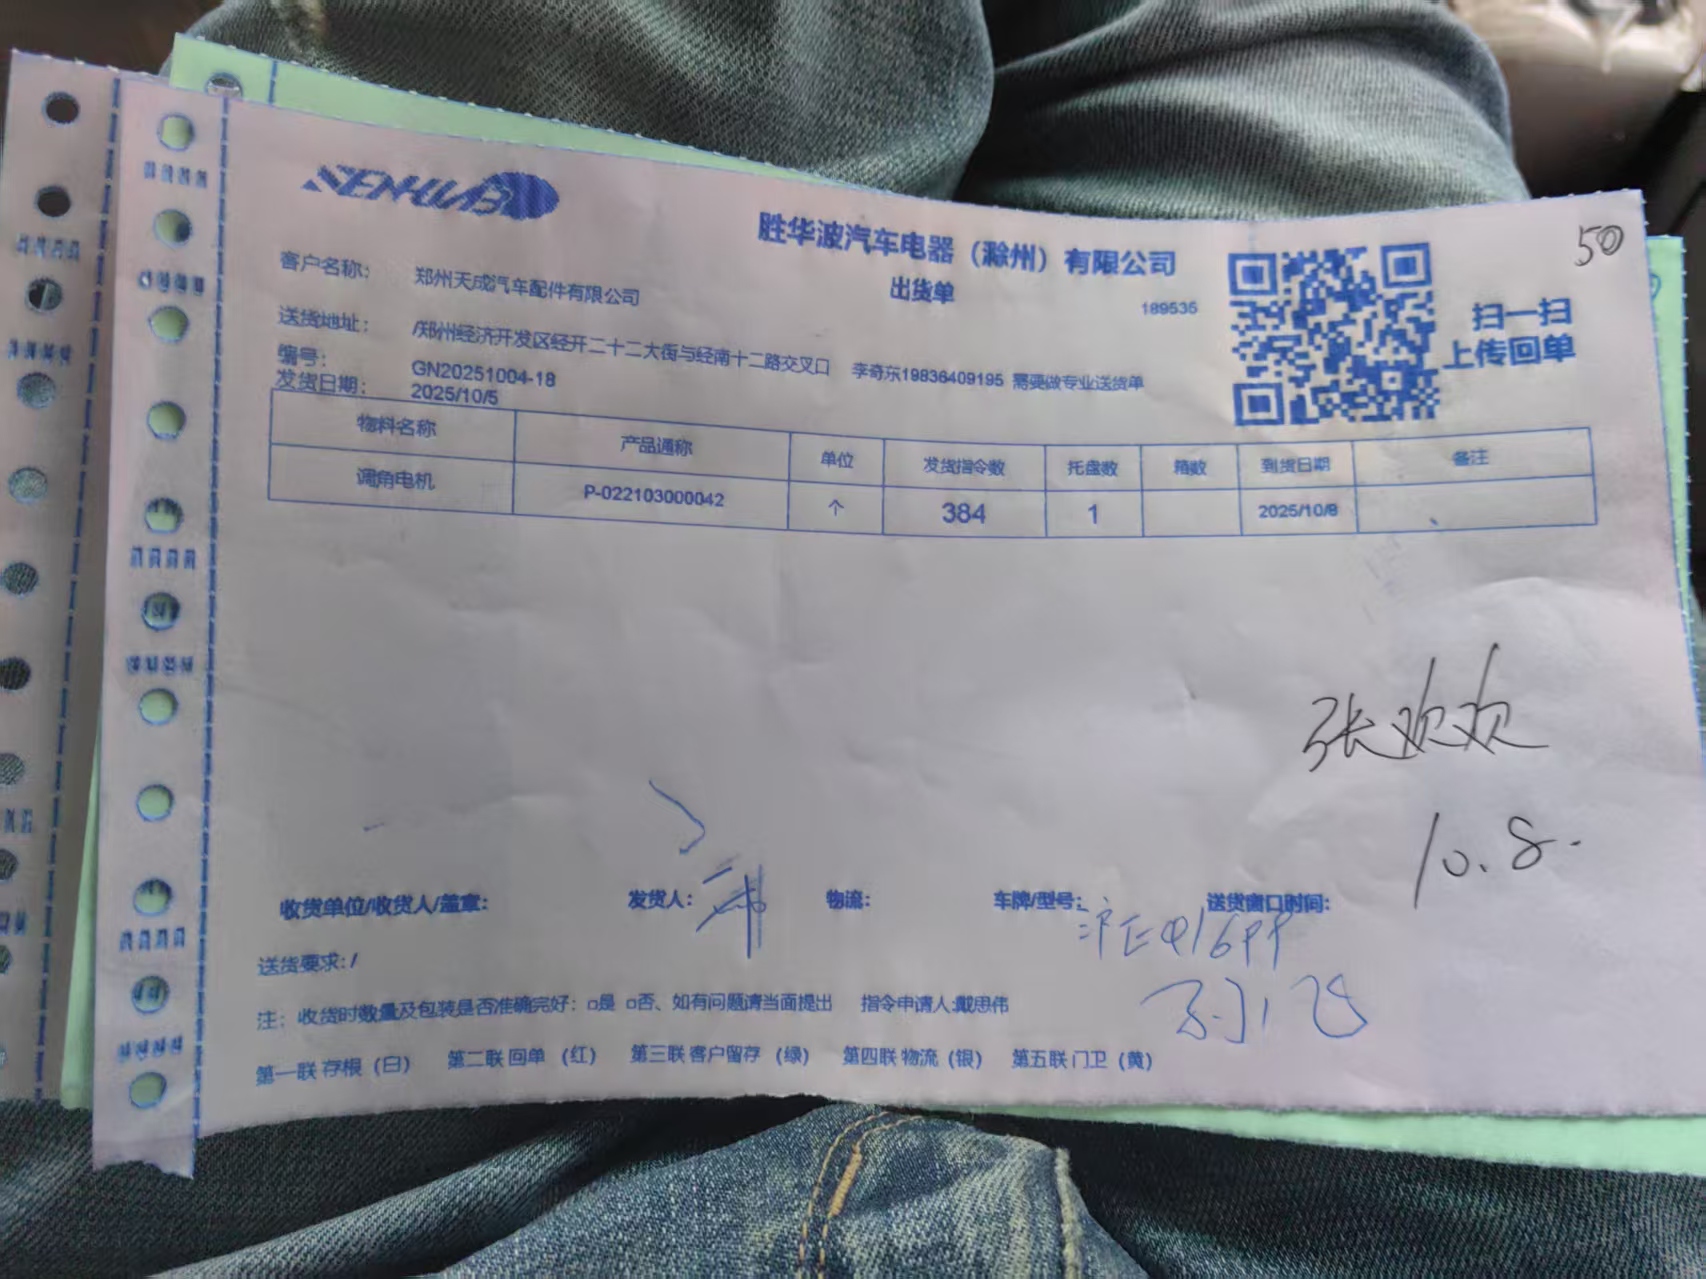 SENHUABO
50
胜华波汽车电器（滁州）有限公司
出货单
189535
扫一扫
上传回单
客户名称： 郑州天成汽车配件有限公司
送货地址： /郑州经济开发区经开二十二大街与经南十二路交叉口 李奇东19836409195 需要做专业送货单
编号： GN20251004-18
发货日期： 2025/10/5
物料名称 产品通称 单位 发货指令数 托盘数 箱数 到货日期 备注
调角电机 P-022103000042 个 384 1 2025/10/8
张欢欢
10.8.
收货单位/收货人/盖章： 发货人： 物流： 车牌/型号： 送货窗口时间：
送货要求：/
注：收货时数量及包装是否准确完好：□是 □否、如有问题请当面提出 指令申请人:戴思伟
第一联 存根（白） 第二联 回单（红） 第三联 客户留存（绿） 第四联 物流（银） 第五联 门卫（黄）